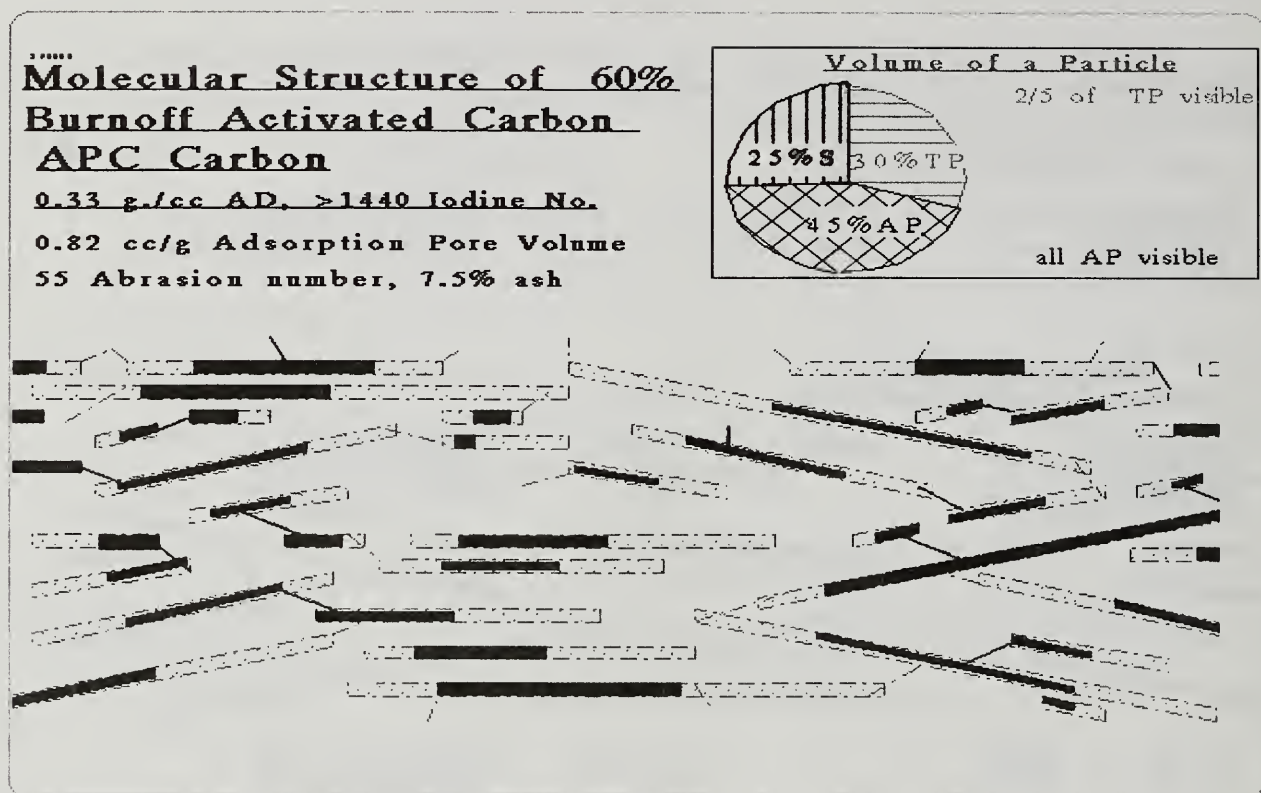 Molecular Structure of 60%
Burnoff Activated Carbon
APC Carbon
0.33 g./cc AD, >1440 Iodine No.
0.82 cc/g Adsorption Pore Volume
55 Abrasion number, 7.5% ash
Volume of a Particle
2/5 of TP visible
25%S
30%TP
45%AP
all AP visible